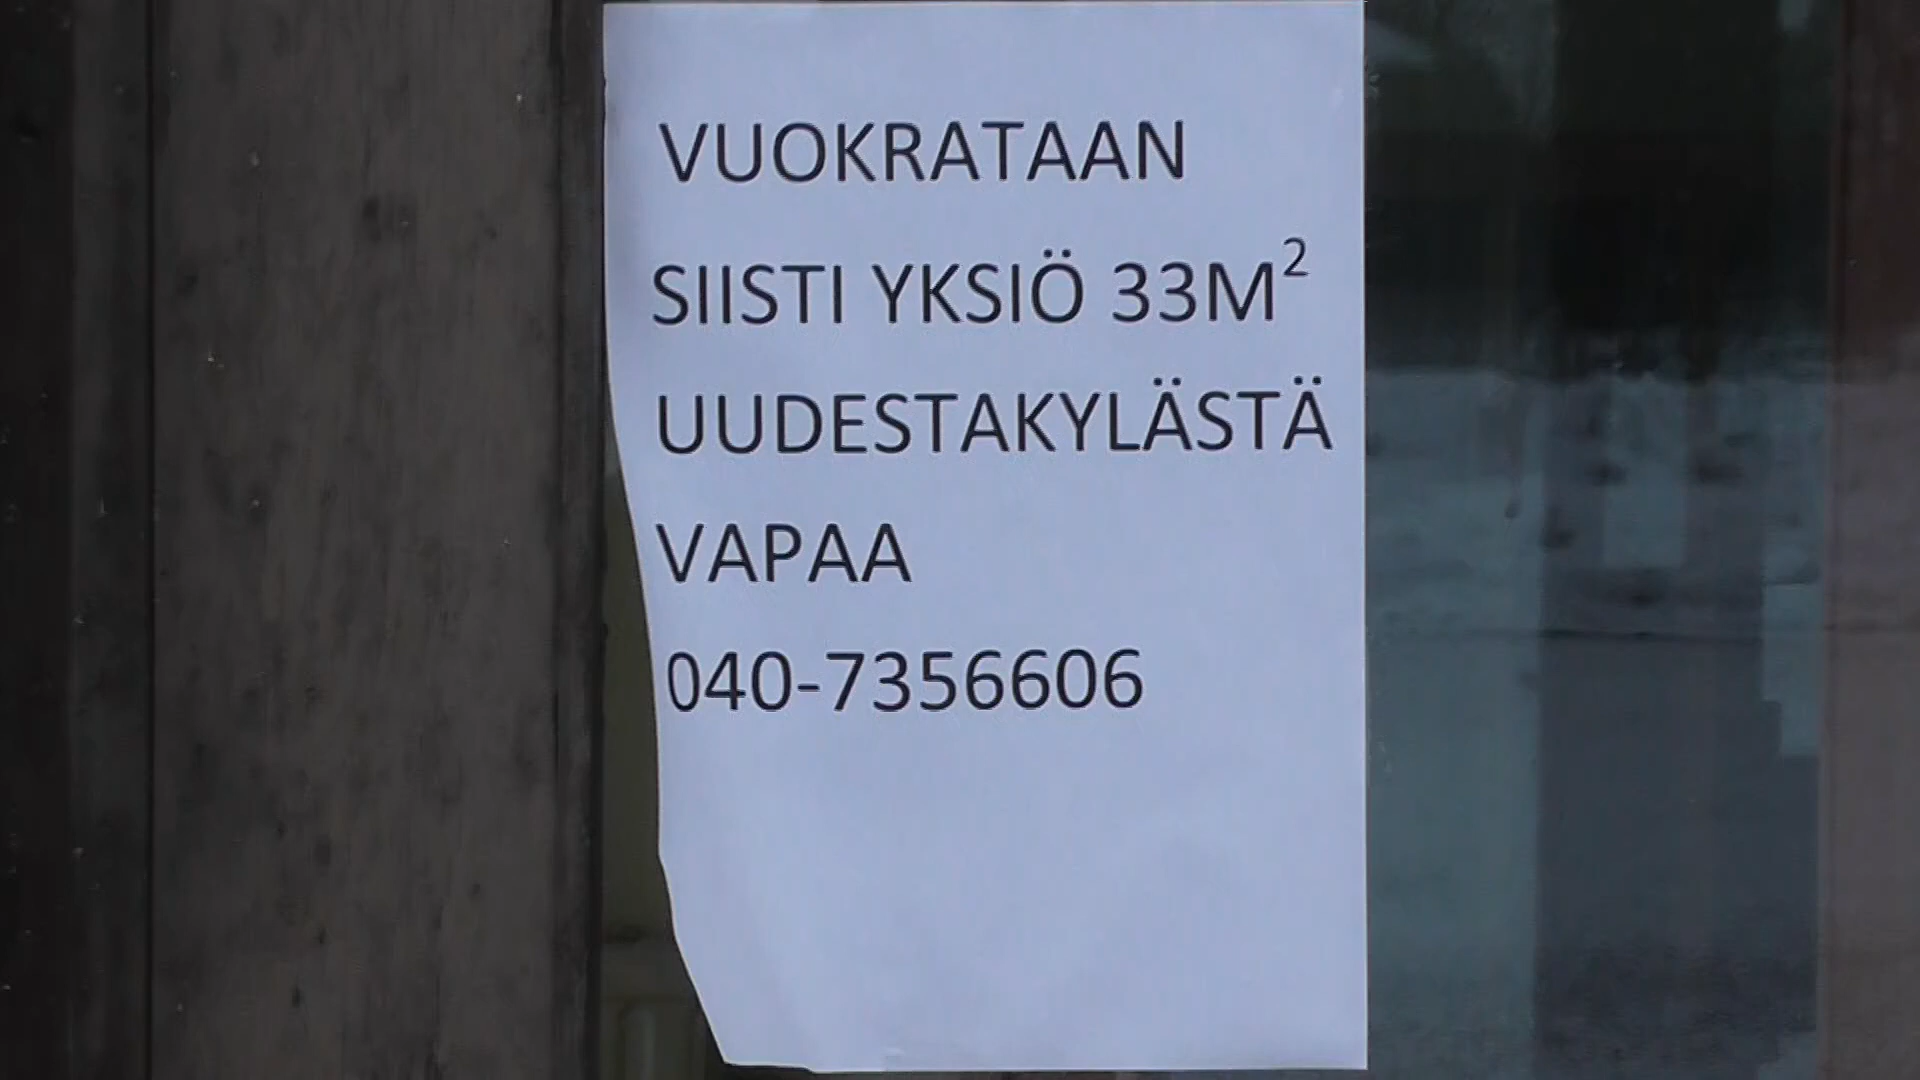 VUOKRATAAN
SIISTI YKSIÖ 33M²
UUDESTAKYLÄSTÄ
VAPAA
040-7356606